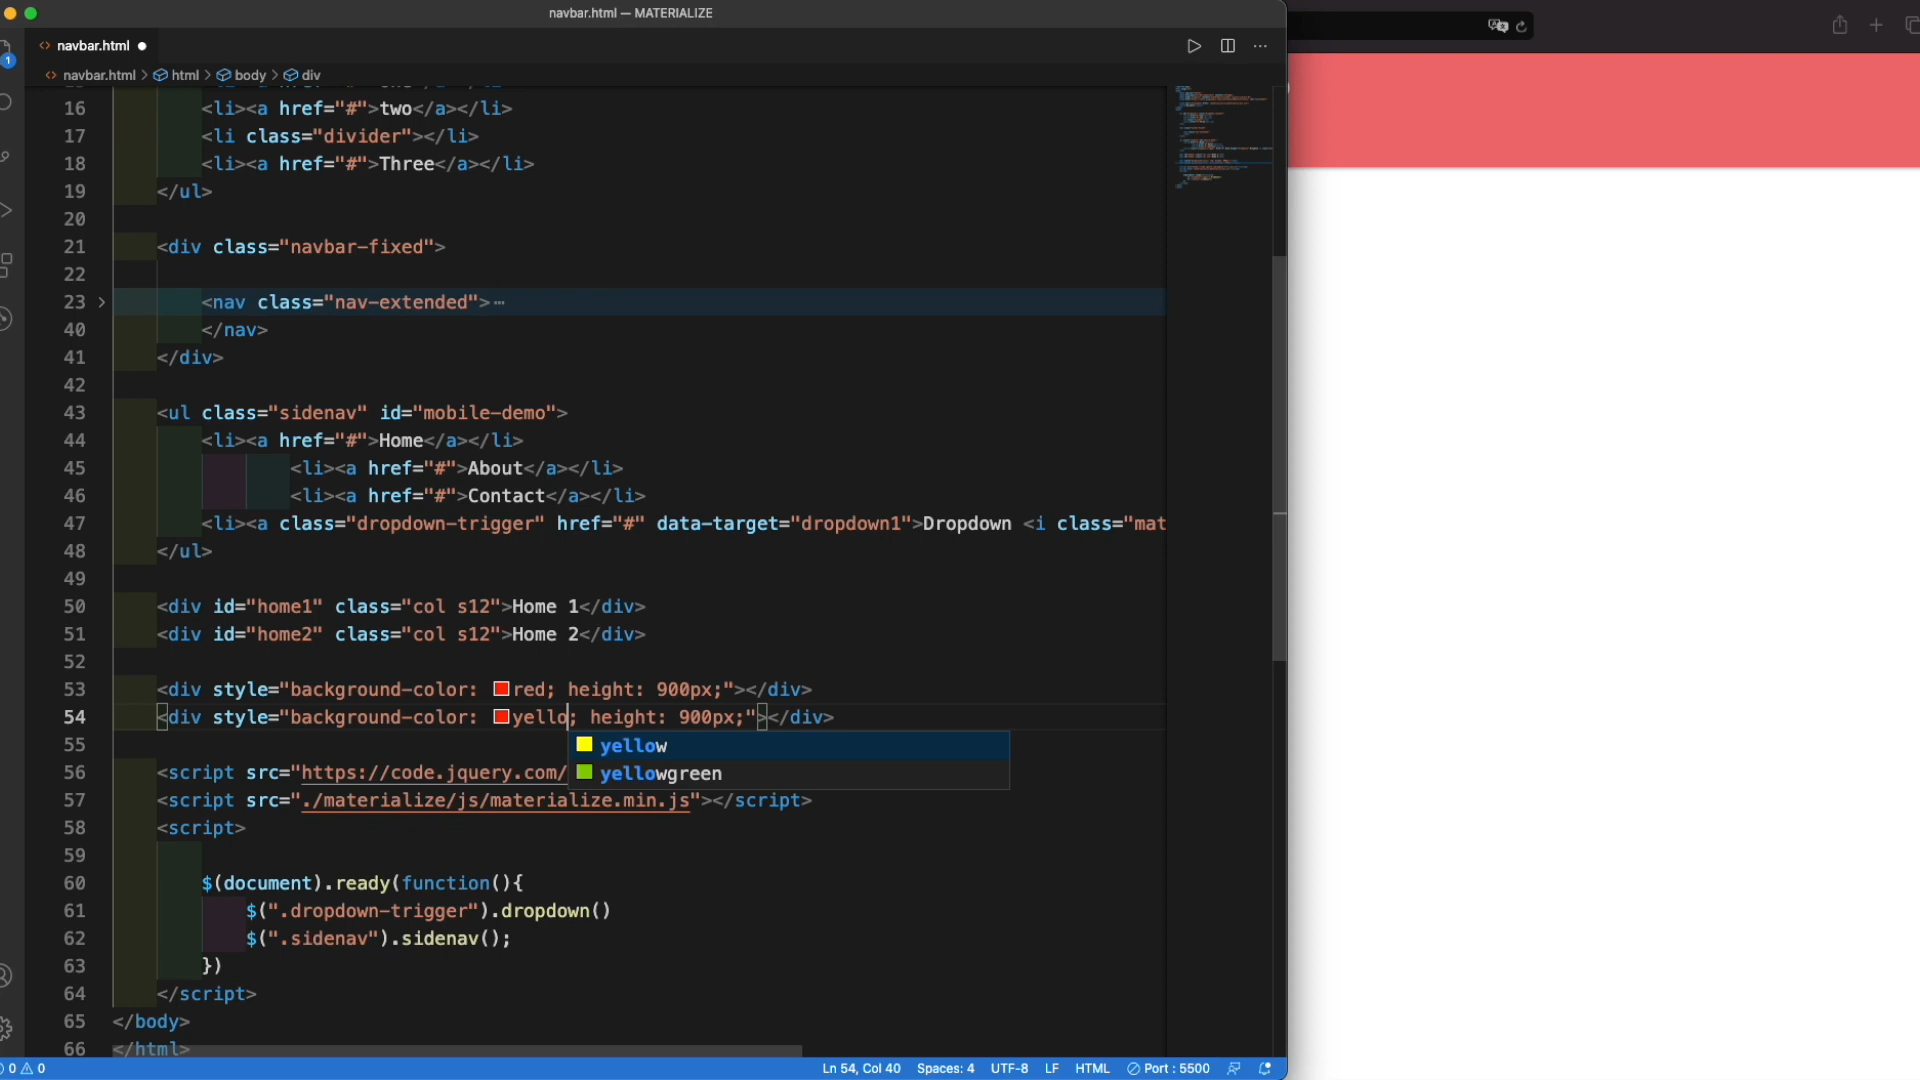 navbar.html — MATERIALIZE
navbar.html
1
navbar.html > html > body > div
16 <li><a href="#">two</a></li>
17 <li class="divider"></li>
18 <li><a href="#">Three</a></li>
19 </ul>
20
21 <div class="navbar-fixed">
22
23 <nav class="nav-extended">⋯
40 </nav>
41 </div>
42
43 <ul class="sidenav" id="mobile-demo">
44 <li><a href="#">Home</a></li>
45 <li><a href="#">About</a></li>
46 <li><a href="#">Contact</a></li>
47 <li><a class="dropdown-trigger" href="#" data-target="dropdown1">Dropdown <i class="mat
48 </ul>
49
50 <div id="home1" class="col s12">Home 1</div>
51 <div id="home2" class="col s12">Home 2</div>
52
53 <div style="background-color: red; height: 900px;"></div>
54 <div style="background-color: yello; height: 900px;"></div>
55
yellow
yellowgreen
56 <script src="https://code.jquery.com/
57 <script src="./materialize/js/materialize.min.js"></script>
58 <script>
59
60 $(document).ready(function(){
61 $(".dropdown-trigger").dropdown()
62 $(".sidenav").sidenav();
63 })
64 </script>
65 </body>
66 </html>
0 0 Ln 54, Col 40 Spaces: 4 UTF-8 LF HTML Port : 5500